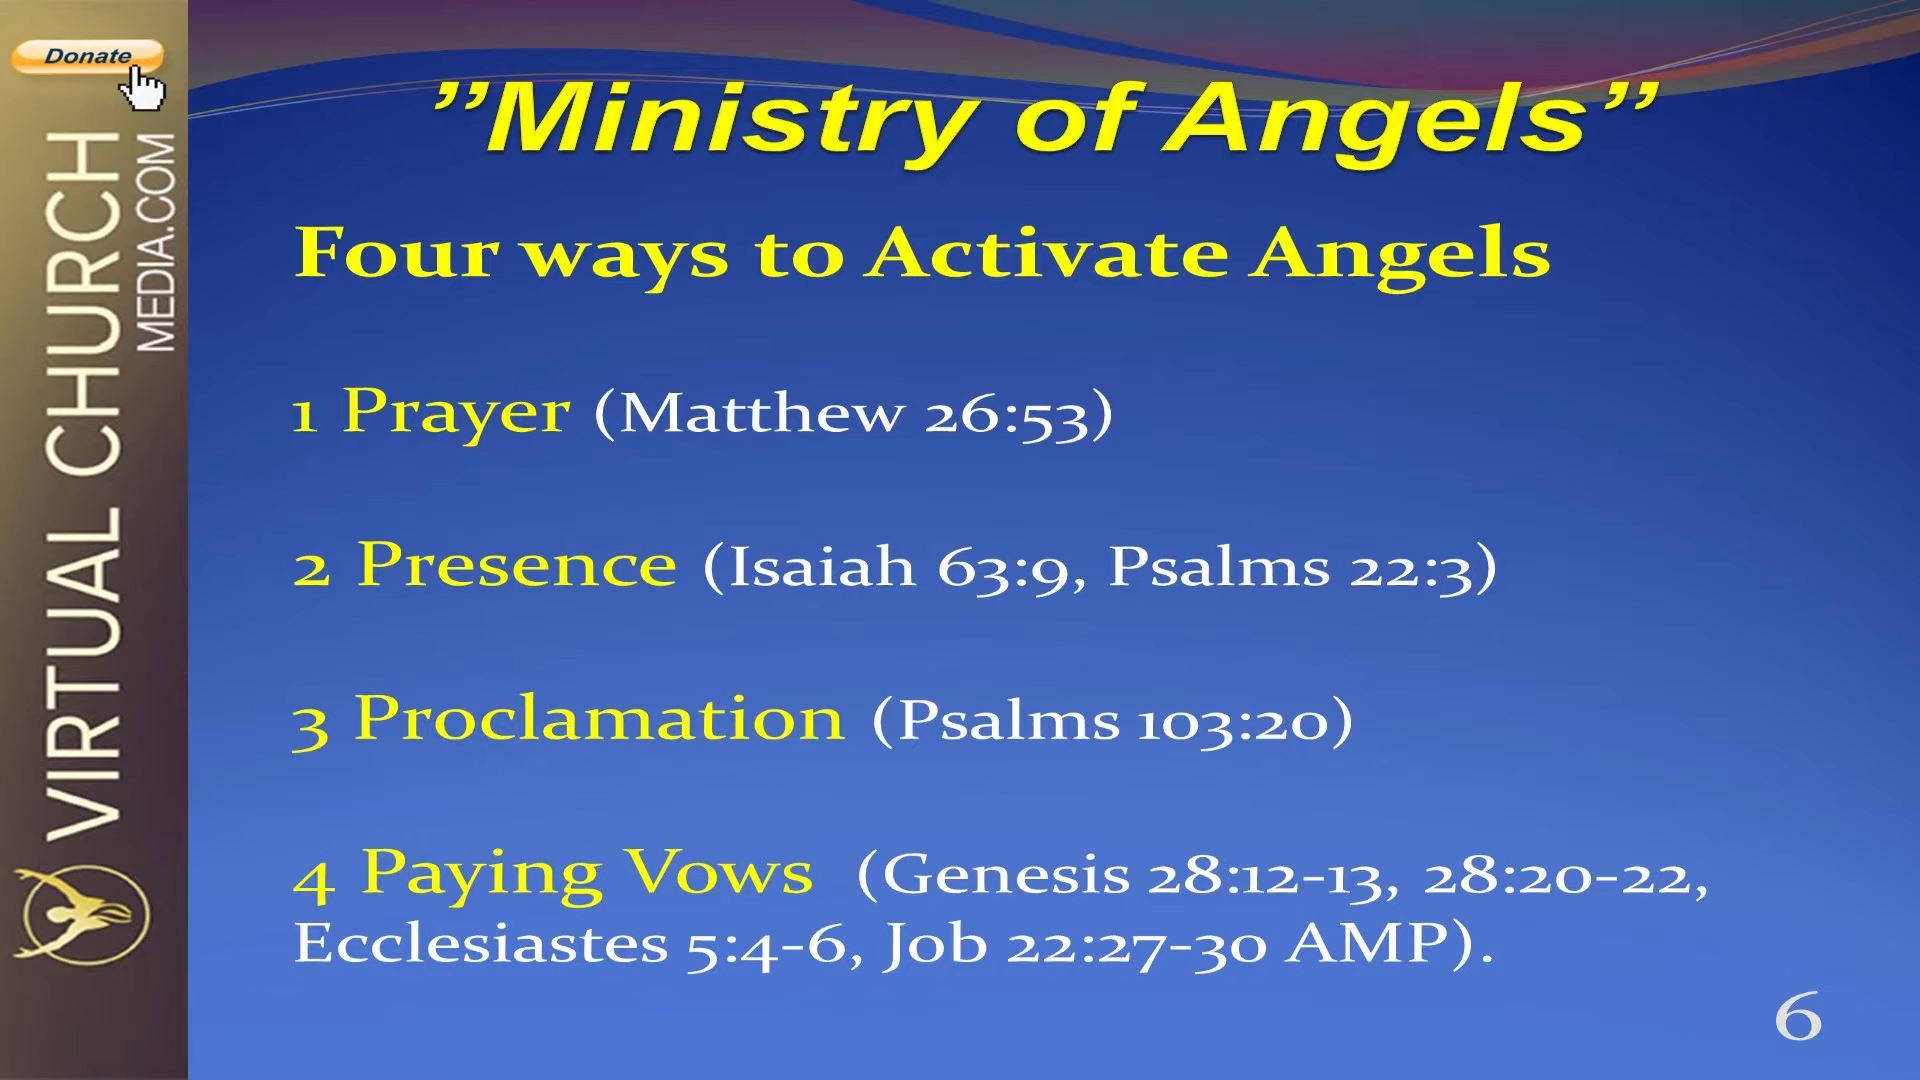 Donate
VIRTUAL CHURCH
MEDIA.COM
”Ministry of Angels”
Four ways to Activate Angels
1 Prayer (Matthew 26:53)
2 Presence (Isaiah 63:9, Psalms 22:3)
3 Proclamation (Psalms 103:20)
4 Paying Vows (Genesis 28:12-13, 28:20-22,
Ecclesiastes 5:4-6, Job 22:27-30 AMP).
6